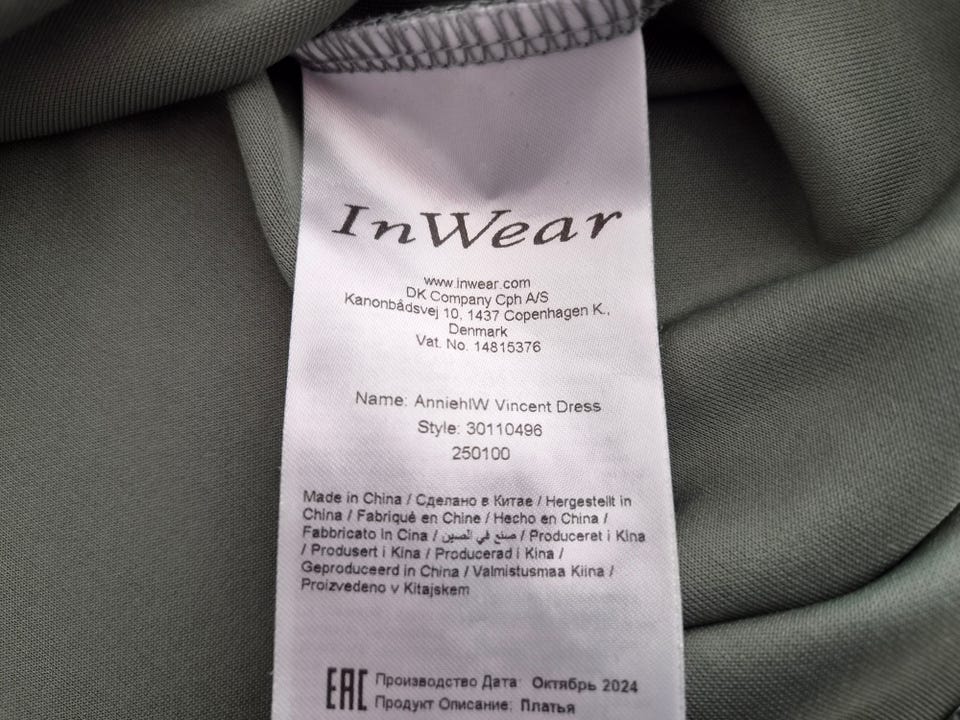 InWear
www.inwear.com
DK Company Cph A/S
Kanonbådsvej 10, 1437 Copenhagen K.,
Denmark
Vat. No. 14815376
Name: AnniehIW Vincent Dress
Style: 30110496
250100
Made in China / Сделано в Китае / Hergestellt in
China / Fabriqué en Chine / Hecho en China /
Fabbricato in Cina / صنع في الصين / Produceret i Kina
/ Produsert i Kina / Producerad i Kina /
Geproduceerd in China / Valmistusmaa Kiina /
Proizvedeno v Kitajskem
EAC Производство Дата: Октябрь 2024
Продукт Описание: Платья